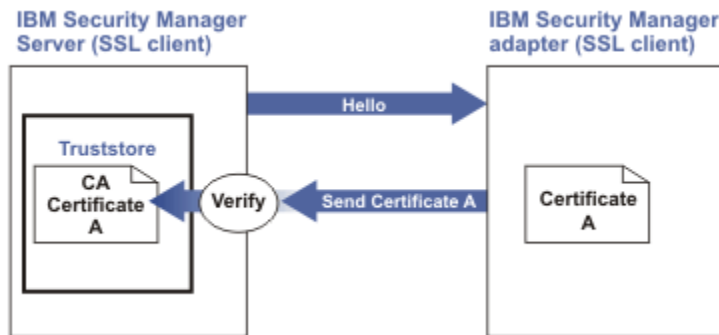 IBM Security Manager
Server (SSL client)
IBM Security Manager
adapter (SSL client)
Hello
Truststore
CA
Certificate
A
Verify
Send Certificate A
Certificate
A